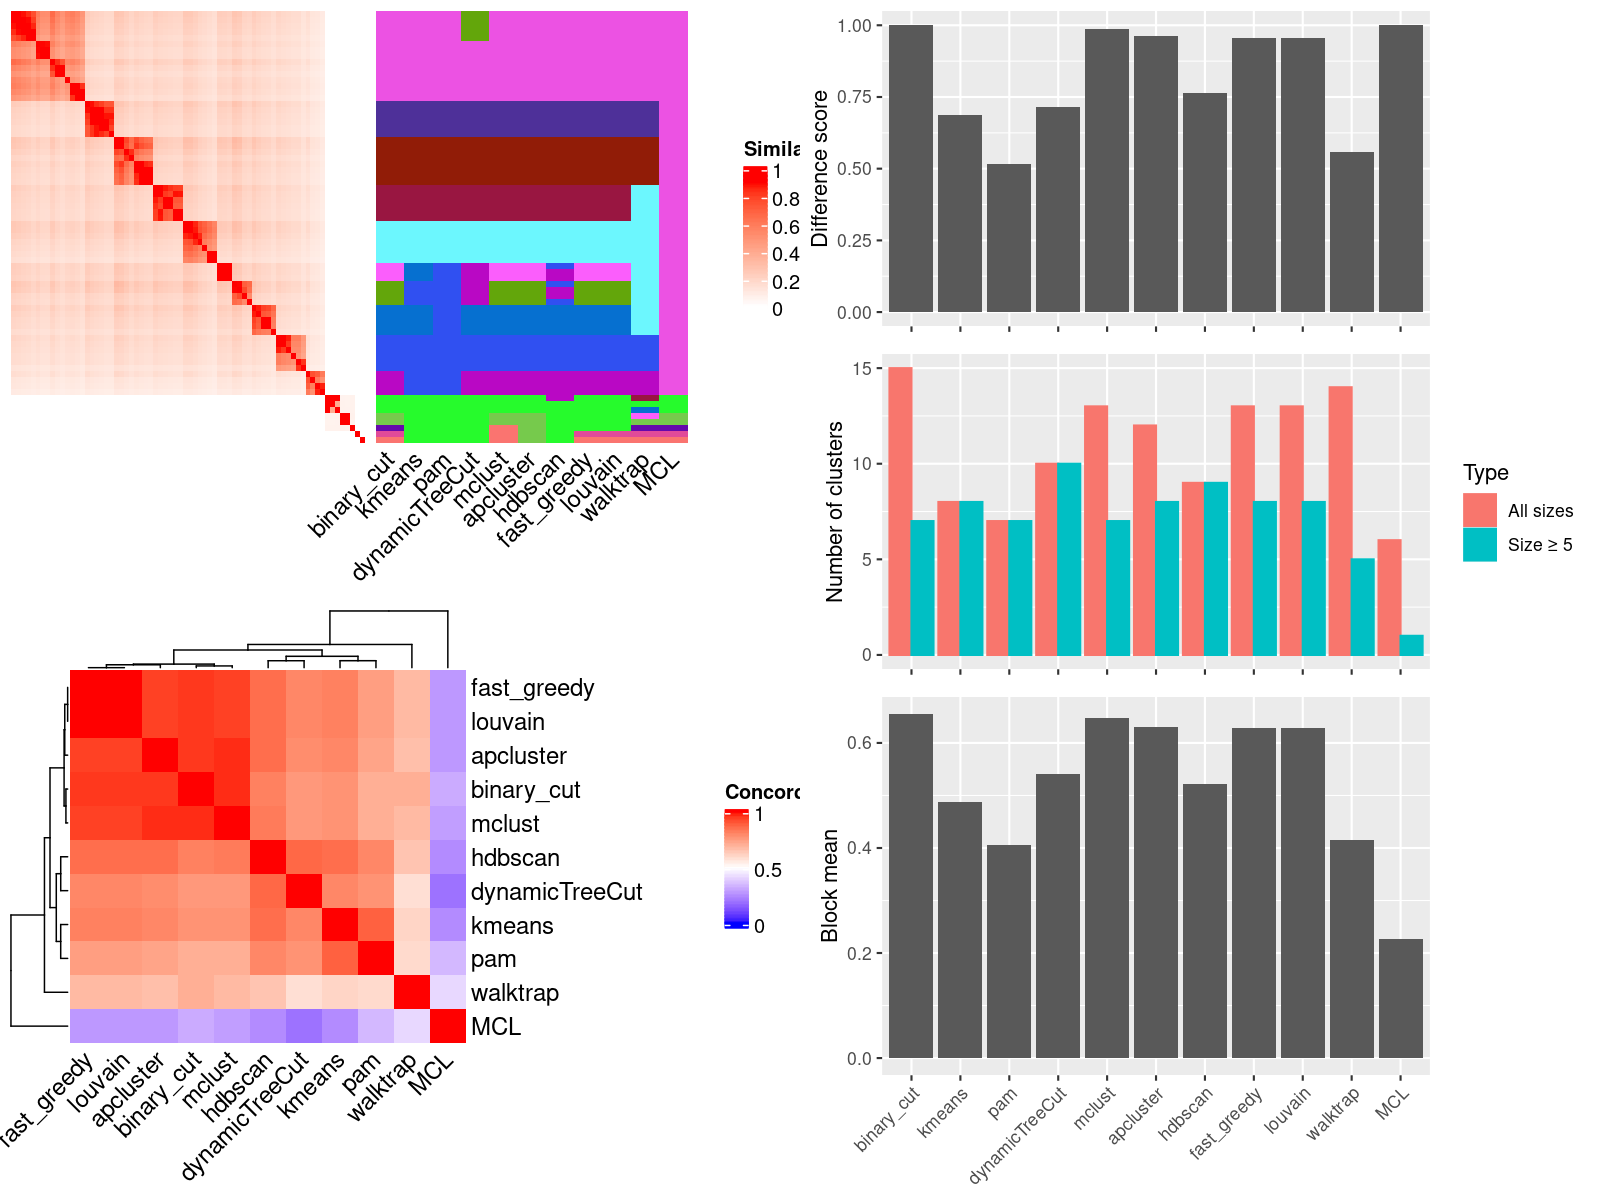 Simila
1
0.8
0.6
0.4
0.2
0
binary_cut
kmeans
pam
dynamicTreeCut
mclust
apcluster
hdbscan
fast_greedy
louvain
walktrap
MCL
fast_greedy
louvain
apcluster
binary_cut
mclust
hdbscan
dynamicTreeCut
kmeans
pam
walktrap
MCL
Concord
1
0.5
0
fast_greedy
louvain
apcluster
binary_cut
mclust
hdbscan
dynamicTreeCut
kmeans
pam
walktrap
MCL
Difference score
1.00
0.75
0.50
0.25
0.00
Number of clusters
15
10
5
0
Type
All sizes
Size ≥ 5
Block mean
0.6
0.4
0.2
0.0
binary_cut
kmeans
pam
dynamicTreeCut
mclust
apcluster
hdbscan
fast_greedy
louvain
walktrap
MCL